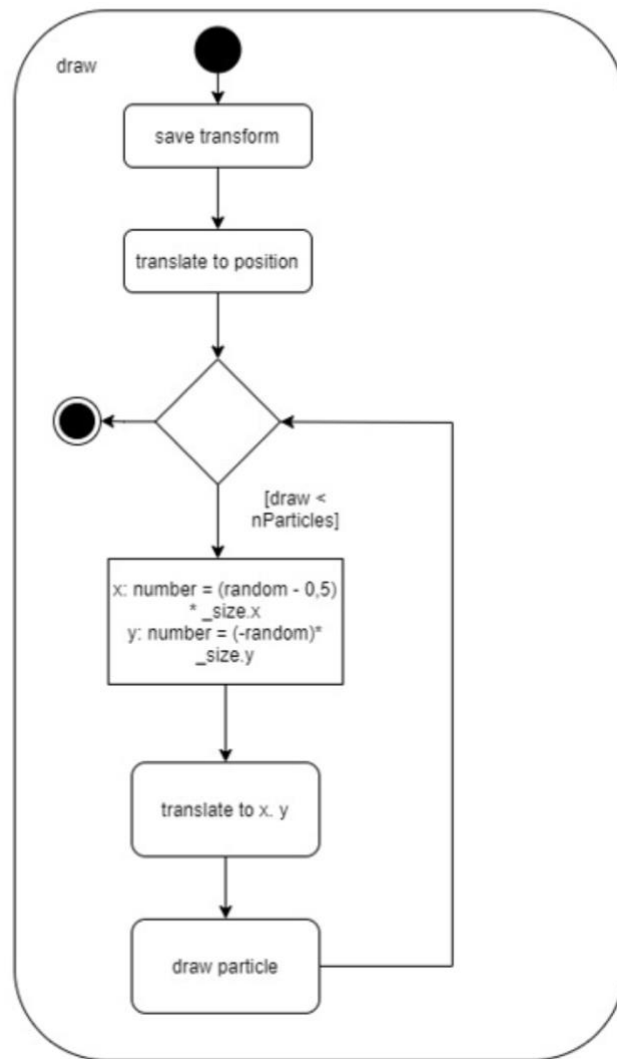 draw
save transform
translate to position
[draw <
nParticles]
x: number = (random - 0,5)
* _size.x
y: number = (-random)*
_size.y
translate to x. y
draw particle